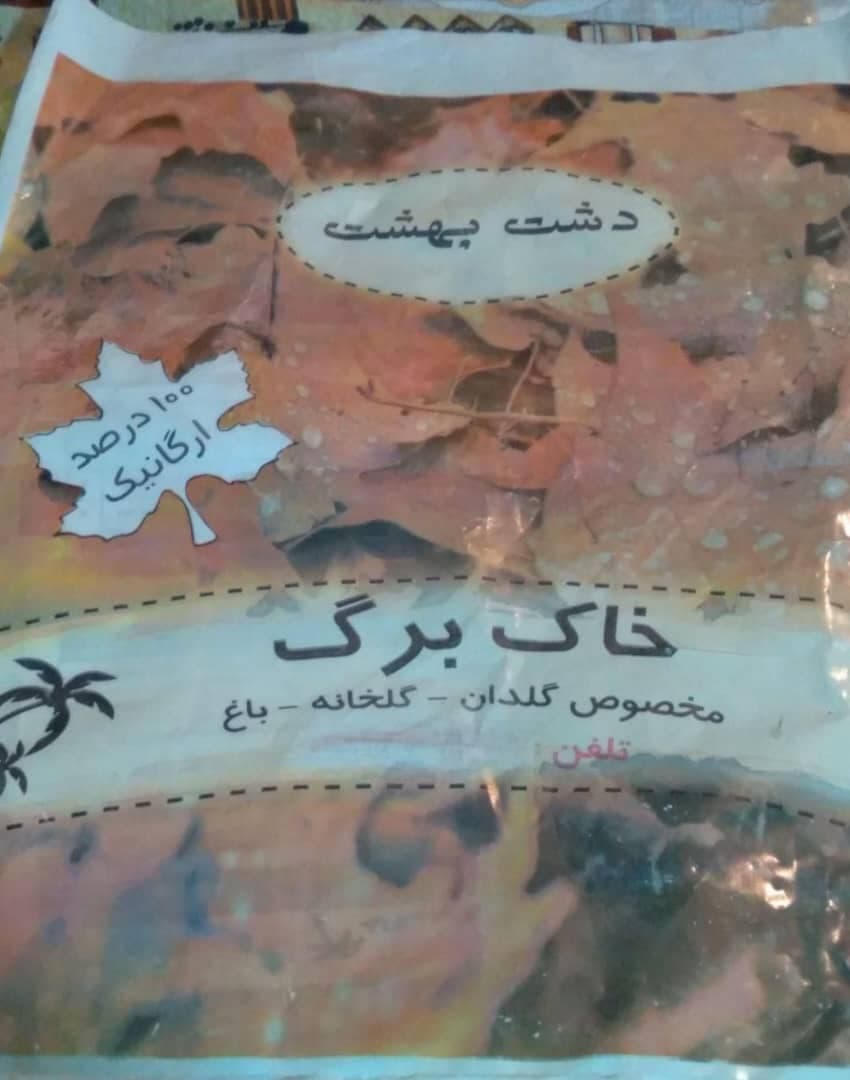 دشت بهشت
۱۰۰ درصد
ارگانیک
خاک برگ
مخصوص گلدان - گلخانه - باغ
تلفن